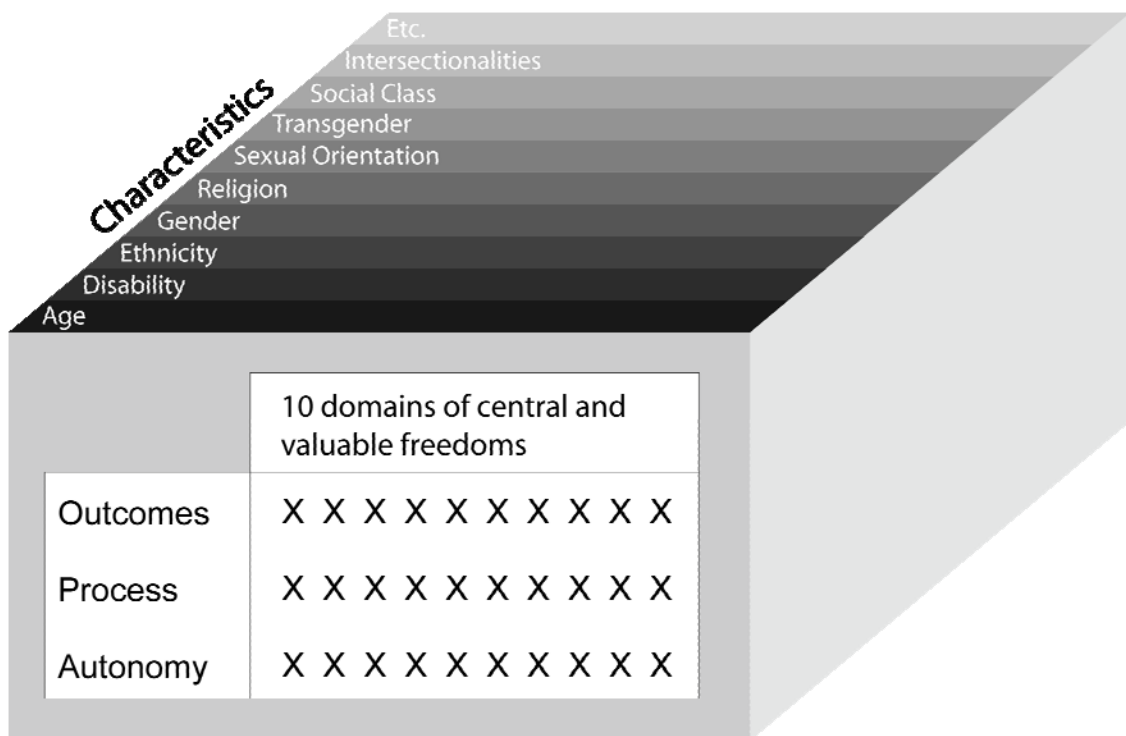 Etc.
Intersectionalities
Social Class
Transgender
Sexual Orientation
Religion
Gender
Ethnicity
Disability
Age
Characteristics
10 domains of central and
valuable freedoms
Outcomes X X X X X X X X X X
Process X X X X X X X X X X
Autonomy X X X X X X X X X X